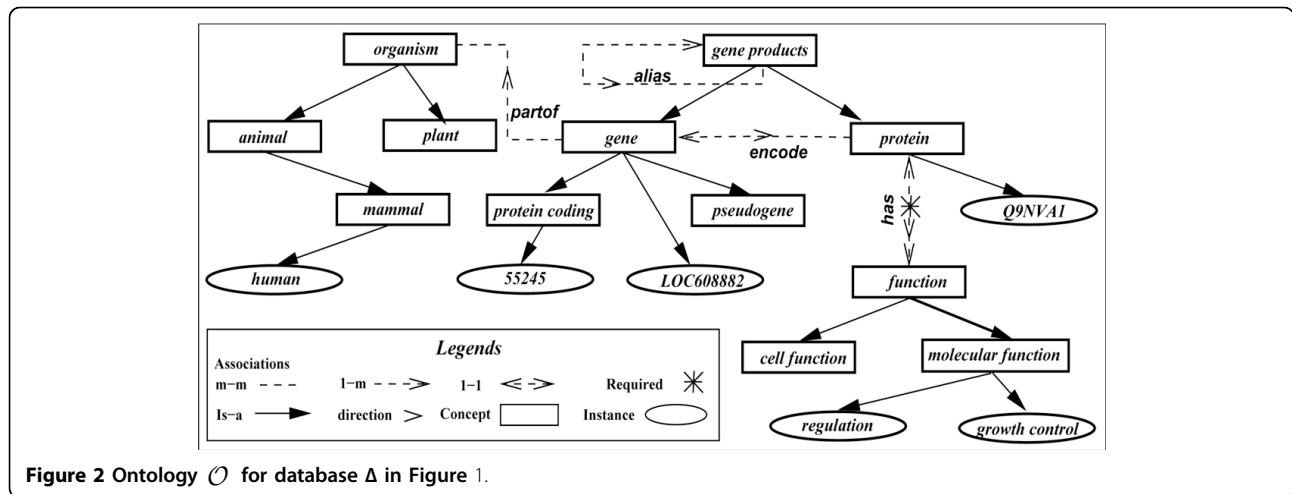 organism
gene products
alias
partof
animal
plant
gene
encode
protein
mammal
protein coding
pseudogene
has
Q9NVA1
human
55245
LOC608882
function
cell function
molecular function
regulation
growth control
Legends
Associations
m–m
1–m
1–1
Required
Is–a
direction
Concept
Instance
Figure 2 Ontology 𝒪 for database Δ in Figure 1.